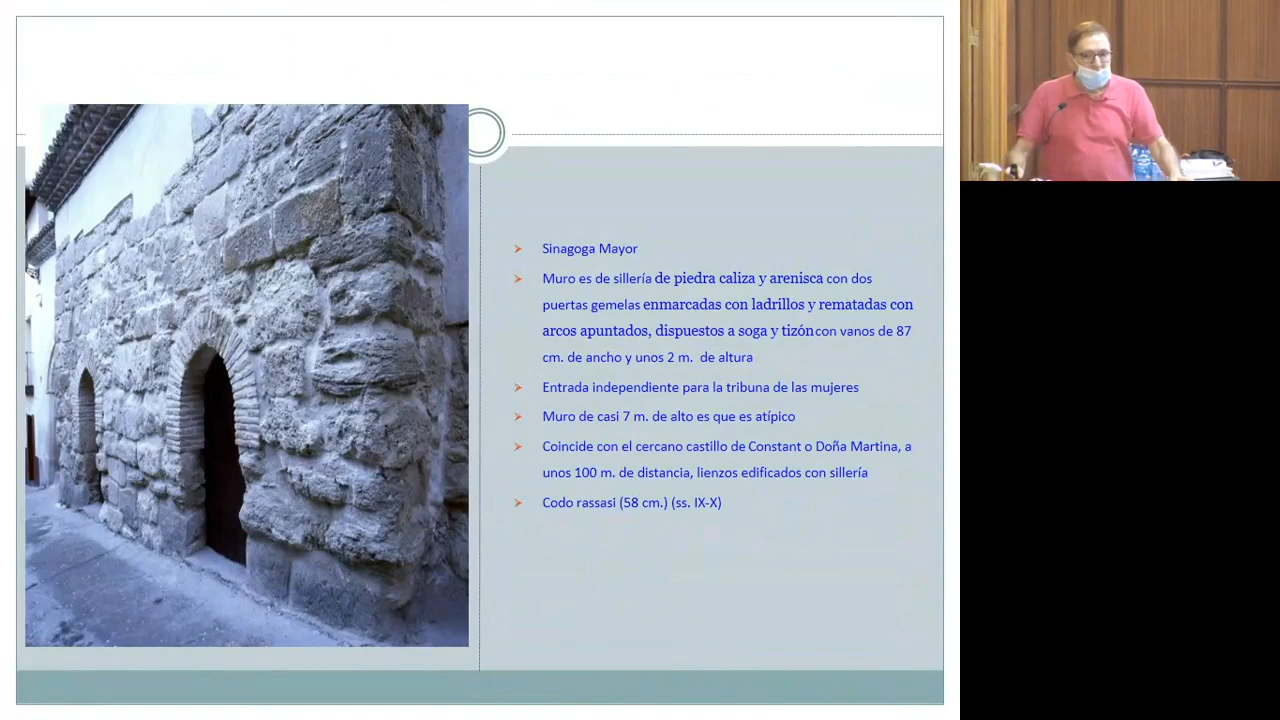 Sinagoga Mayor
Muro es de sillería de piedra caliza y arenisca con dos
puertas gemelas enmarcadas con ladrillos y rematadas con
arcos apuntados, dispuestos a soga y tizóncon vanos de 87
cm. de ancho y unos 2 m.  de altura
Entrada independiente para la tribuna de las mujeres
Muro de casi 7 m. de alto es que es atípico
Coincide con el cercano castillo de Constant o Doña Martina, a
unos 100 m. de distancia, lienzos edificados con sillería
Codo rassasi (58 cm.) (ss. IX-X)